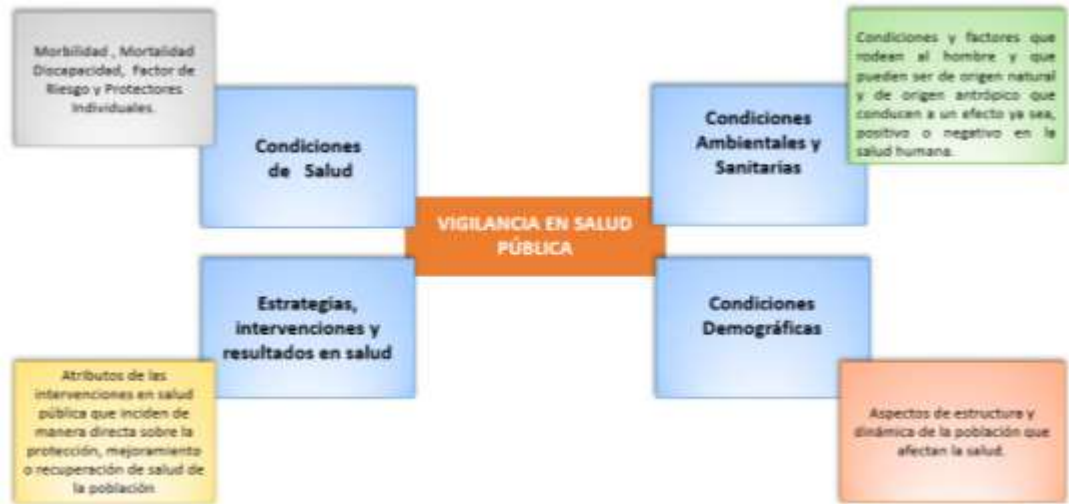 Morbilidad , Mortalidad
Discapacidad, Factor de
Riesgo y Protectores
Individuales.
Condiciones
de Salud
Condiciones
Ambientales y
Sanitarias
Condiciones y factores que
rodean al hombre y que
pueden ser de origen natural
y de origen antrópico que
conducen a un efecto ya sea,
positivo o negativo en la
salud humana.
VIGILANCIA EN SALUD
PÚBLICA
Estrategias,
intervenciones y
resultados en salud
Condiciones
Demográficas
Atributos de las
intervenciones en salud
pública que inciden de
manera directa sobre la
protección, mejoramiento
o recuperación de salud de
la población
Aspectos de estructura y
dinámica de la población que
afectan la salud.